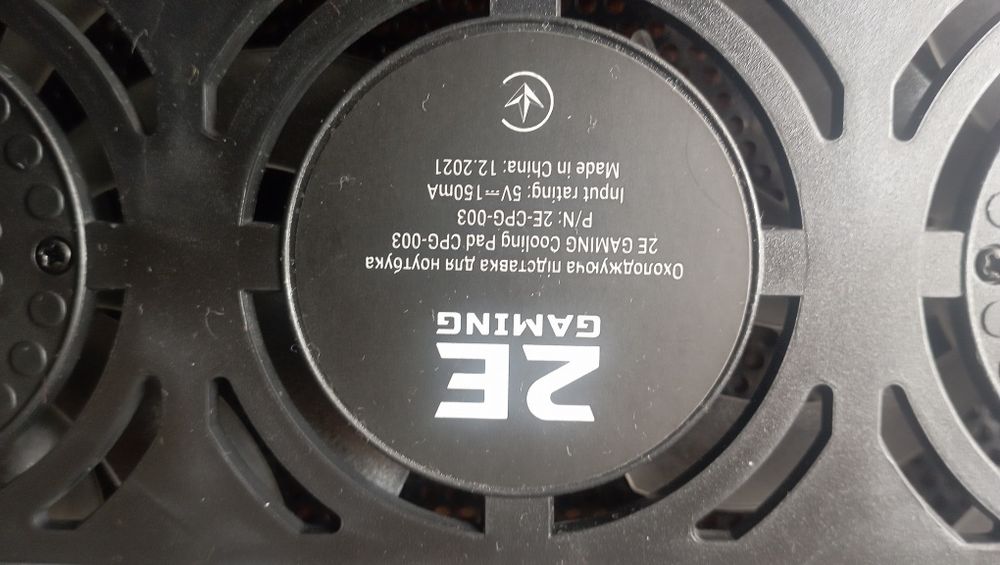 2E
GAMING
Охолоджуюча підставка для ноутбука
2E GAMING Cooling Pad CPG-003
P/N: 2E-CPG-003
Input rating: 5V⎓150mA
Made in China: 12.2021